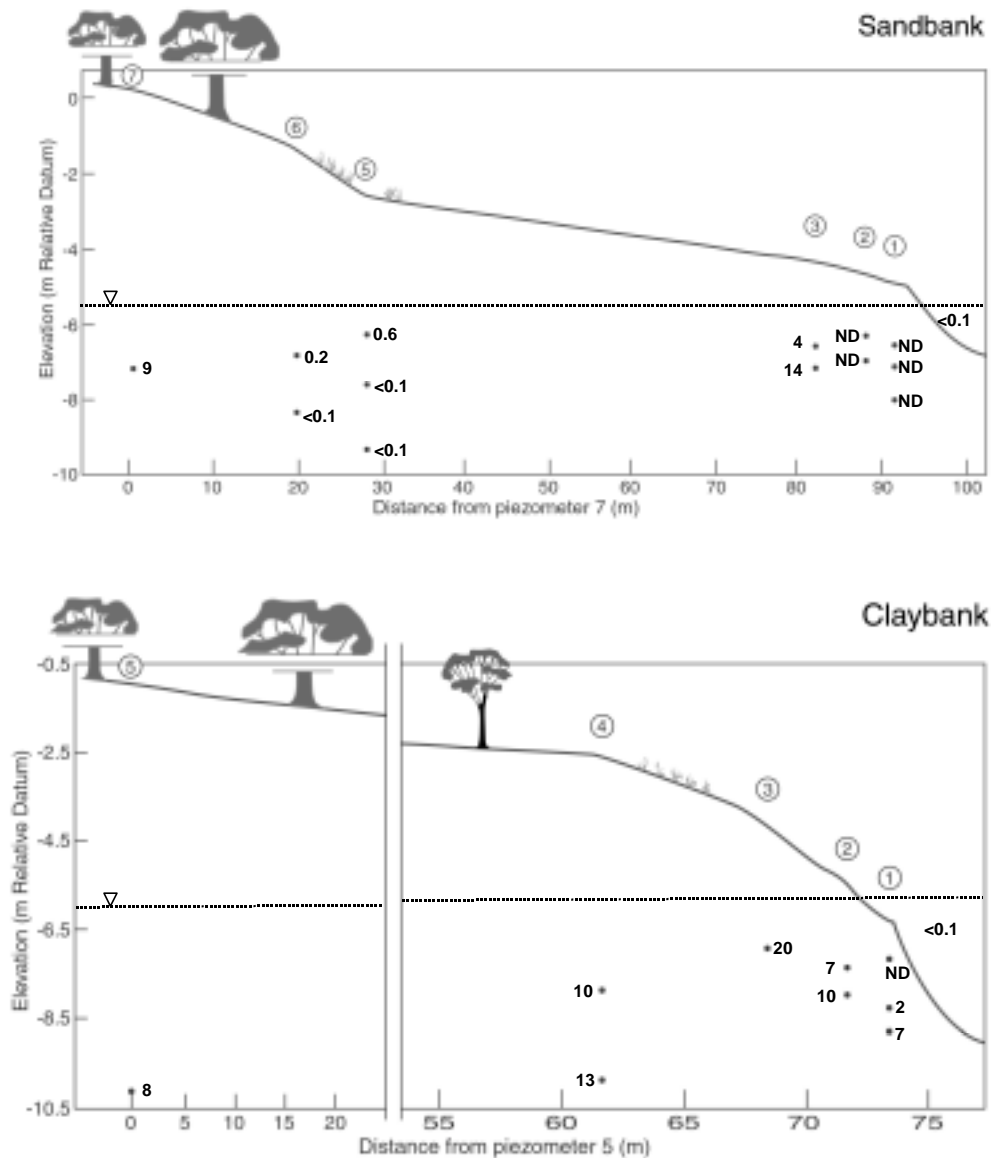 Sandbank
7
6
5
3
2
1
0
-2
-4
-6
-8
-10
Elevation (m Relative Datum)
<0.1
0.6
4
ND
ND
0.2
9
14
ND
ND
<0.1
<0.1
ND
<0.1
0 10 20 30 40 50 60 70 80 90 100
Distance from piezometer 7 (m)
Claybank
5
4
3
2
1
-0.5
-2.5
-4.5
-6.5
-8.5
-10.5
Elevation (m Relative Datum)
<0.1
20
7
ND
10
10
2
7
13
8
0 5 10 15 20 55 60 65 70 75
Distance from piezometer 5 (m)